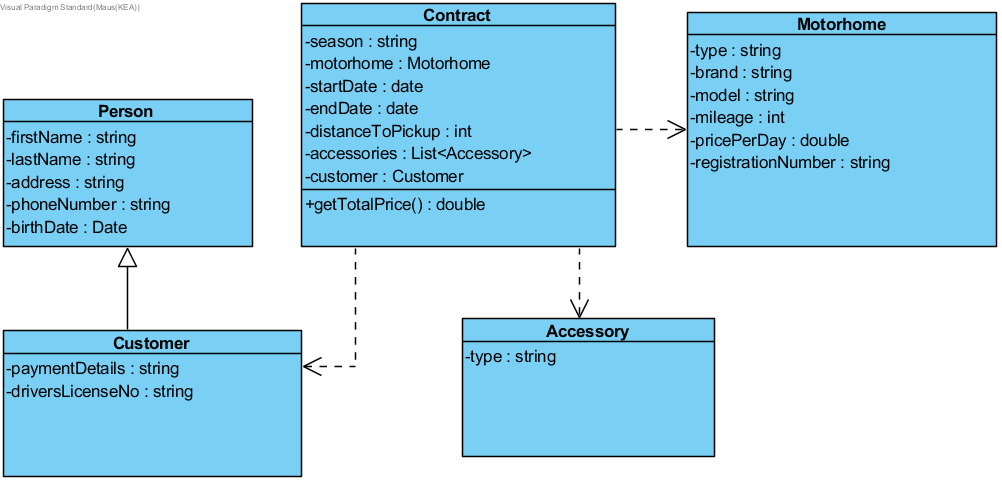 Visual Paradigm Standard(Maus(KEA))
Contract
-season : string
-motorhome : Motorhome
-startDate : date
-endDate : date
-distanceToPickup : int
-accessories : List<Accessory>
-customer : Customer
+getTotalPrice() : double
Motorhome
-type : string
-brand : string
-model : string
-mileage : int
-pricePerDay : double
-registrationNumber : string
Person
-firstName : string
-lastName : string
-address : string
-phoneNumber : string
-birthDate : Date
Customer
-paymentDetails : string
-driversLicenseNo : string
Accessory
-type : string